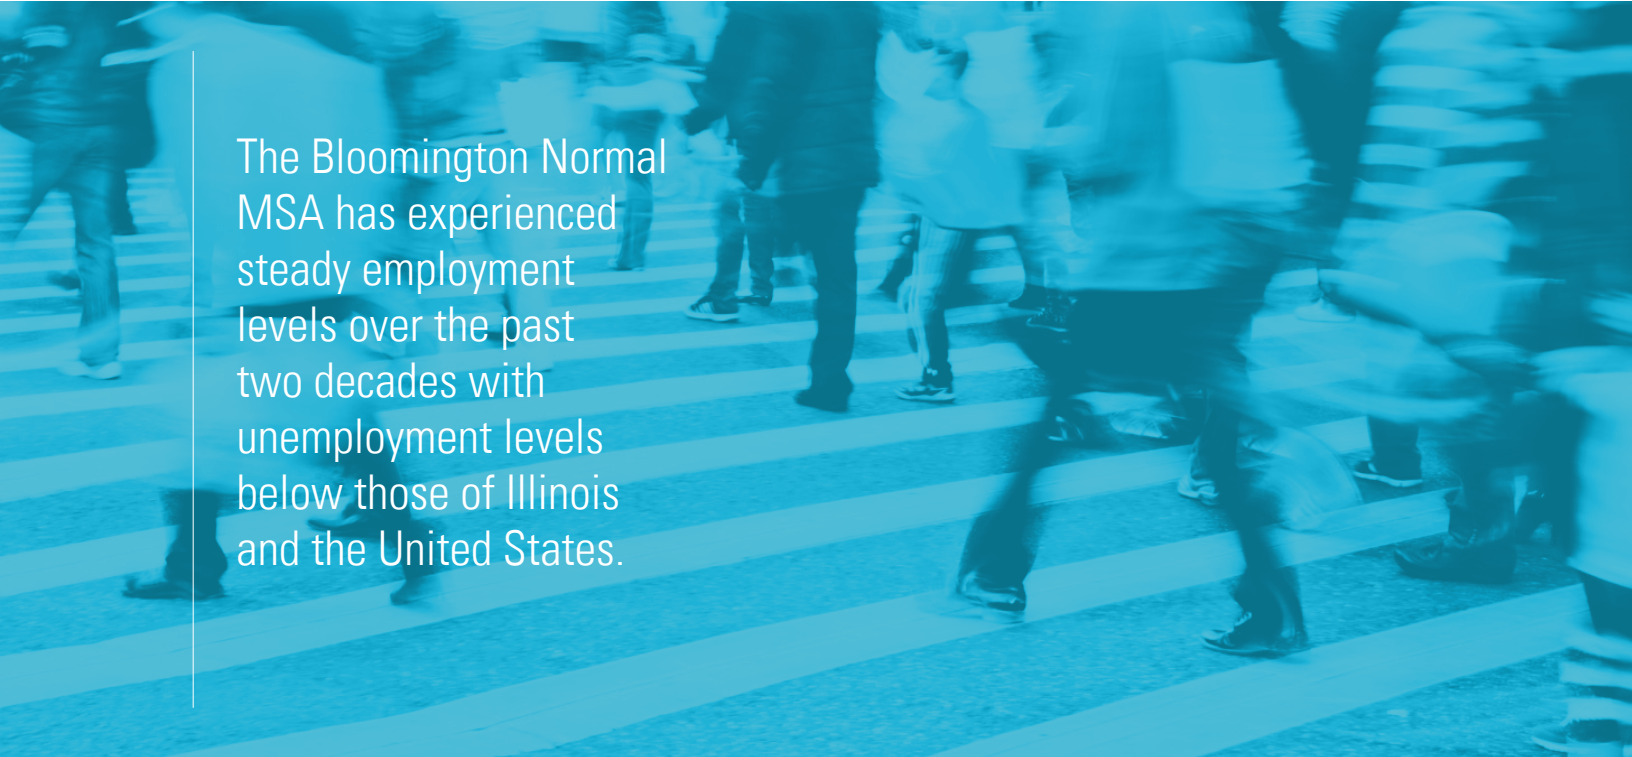 The Bloomington Normal
MSA has experienced
steady employment
levels over the past
two decades with
unemployment levels
below those of Illinois
and the United States.